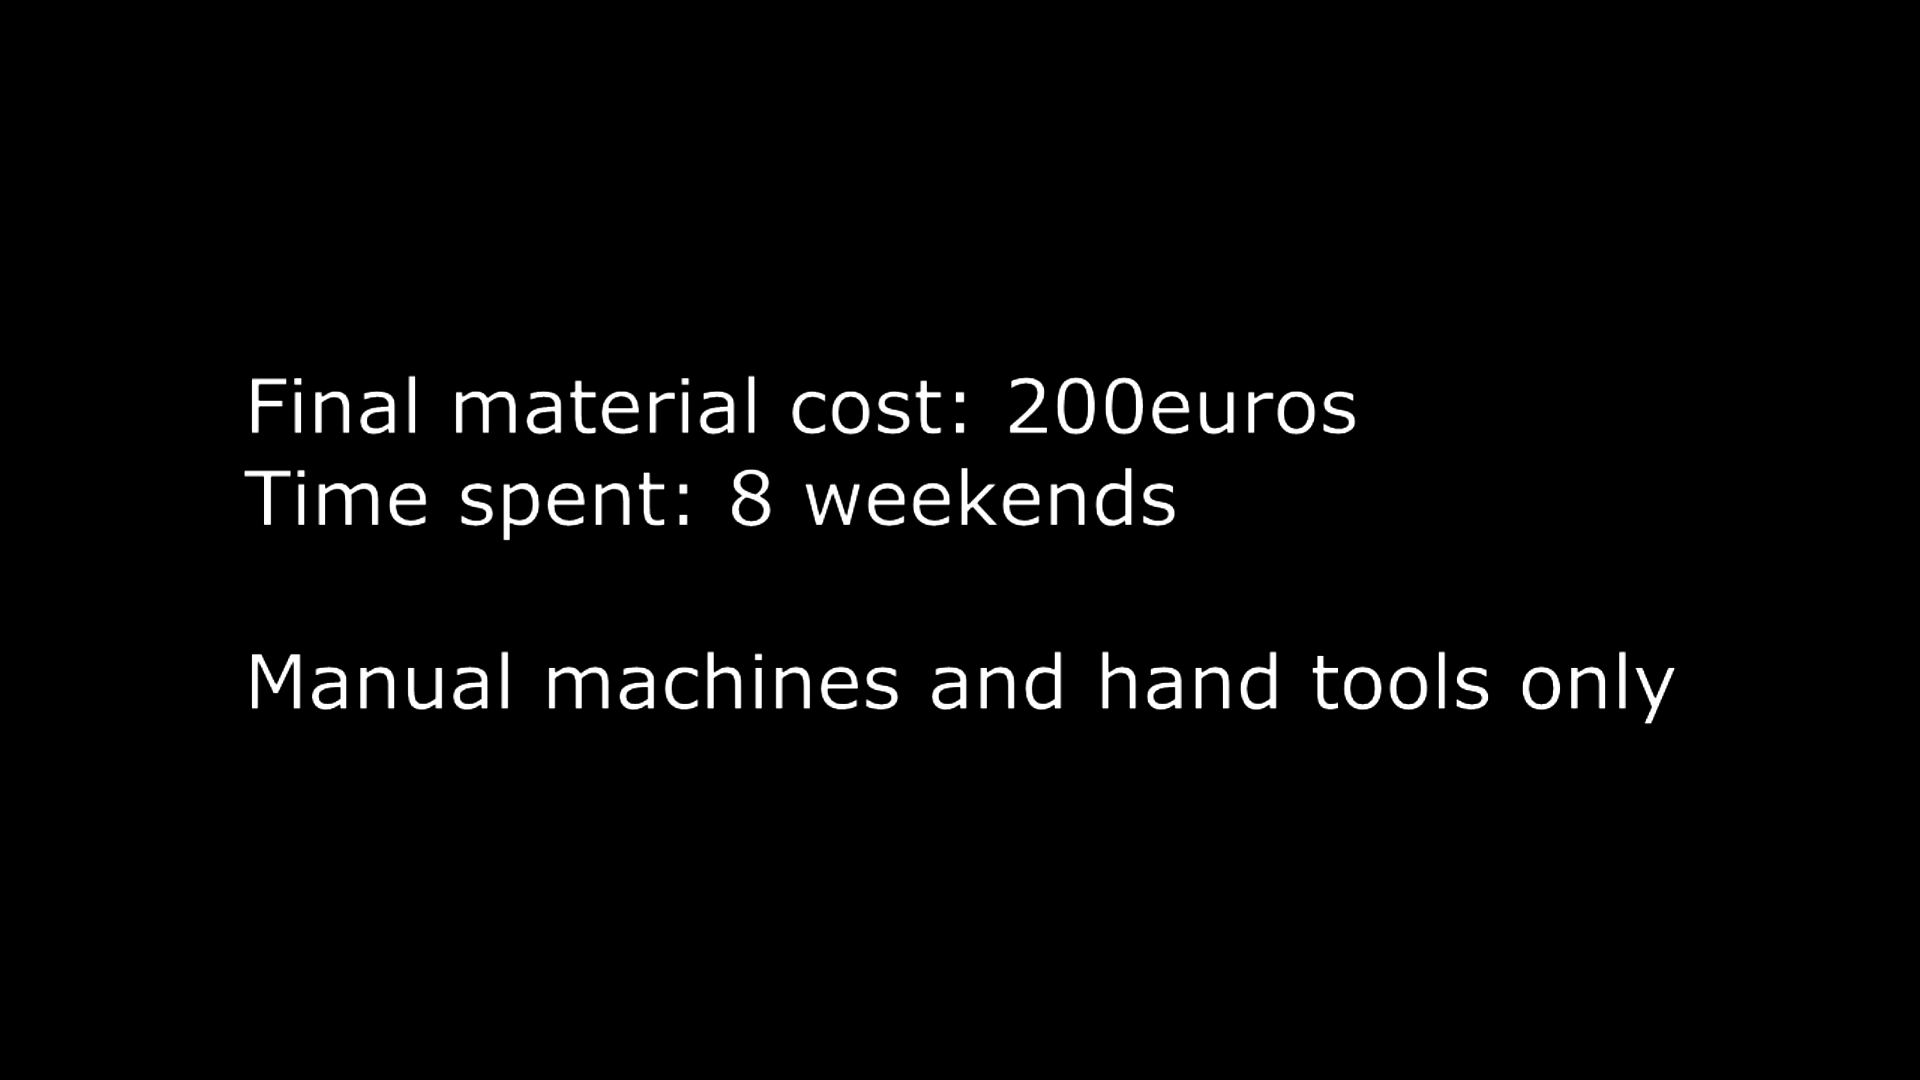 Final material cost: 200euros
Time spent: 8 weekends
Manual machines and hand tools only